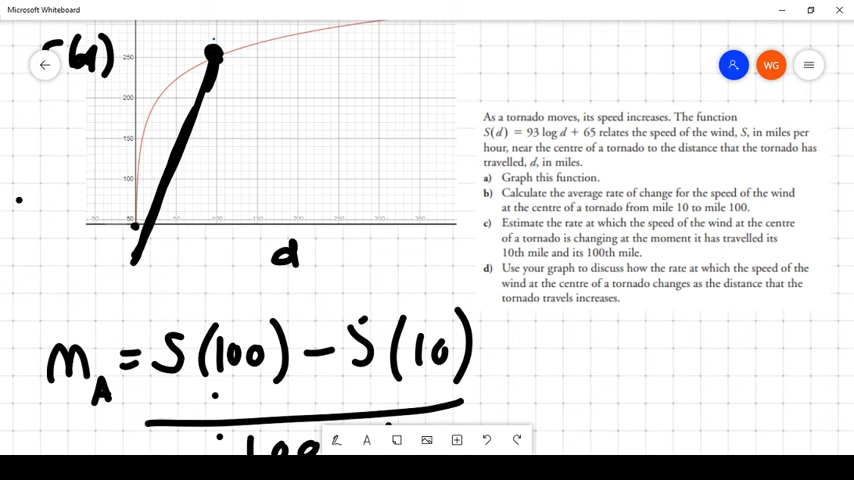 Microsoft Whiteboard
S(d)
WG
250
200
150
100
50
50 50 100 150 200 250 300 350
d
As a tornado moves, its speed increases. The function
S(d) = 93 log d + 65 relates the speed of the wind, S, in miles per
hour, near the centre of a tornado to the distance that the tornado has
travelled, d, in miles.
a) Graph this function.
b) Calculate the average rate of change for the speed of the wind
at the centre of a tornado from mile 10 to mile 100.
c) Estimate the rate at which the speed of the wind at the centre
of a tornado is changing at the moment it has travelled its
10th mile and its 100th mile.
d) Use your graph to discuss how the rate at which the speed of the
wind at the centre of a tornado changes as the distance that the
tornado travels increases.
m_A = S(100) - S(10)
100
A